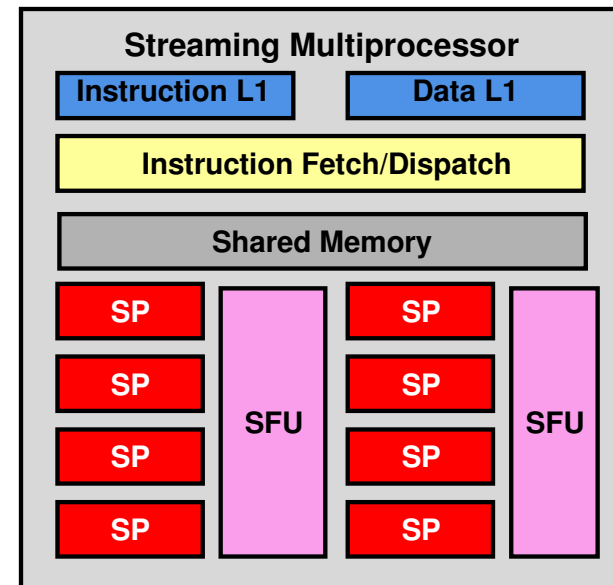 Streaming Multiprocessor
Instruction L1
Data L1
Instruction Fetch/Dispatch
Shared Memory
SP
SP
SP
SP
SFU
SP
SP
SP
SP
SFU